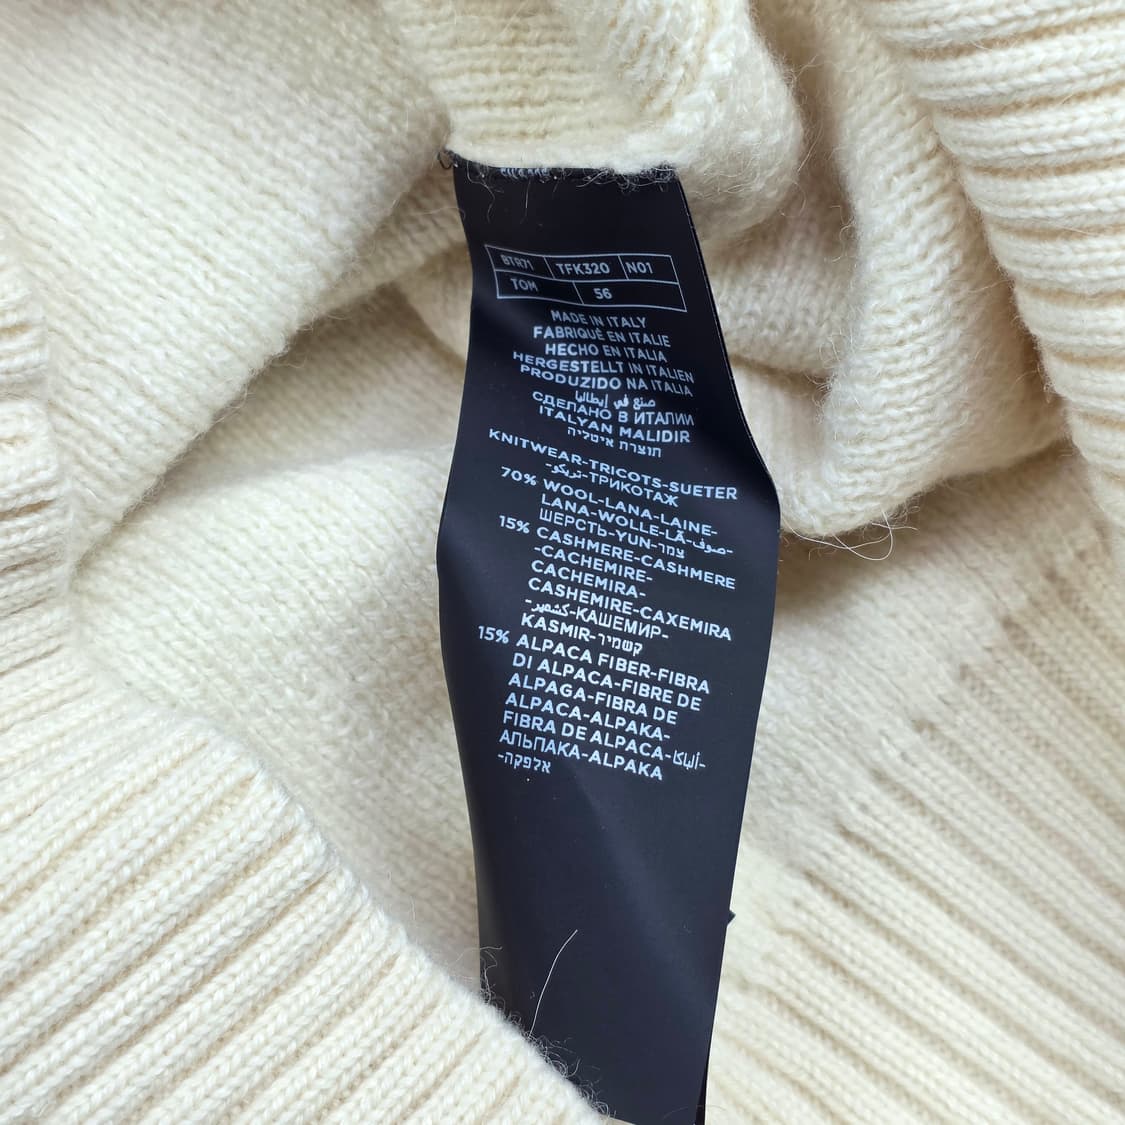 BTR71 TFK320 N01
TOM 56
MADE IN ITALY
FABRIQUÉ EN ITALIE
HECHO EN ITALIA
HERGESTELLT IN ITALIEN
PRODUZIDO NA ITALIA
صنع في إيطاليا
СДЕЛАНО В ИТАЛИИ
ITALYAN MALIDIR
תוצרת איטליה
KNITWEAR-TRICOTS-SUETER
-تريكو-ТРИКОТАЖ
70% WOOL-LANA-LAINE-
LANA-WOLLE-LÃ-صوف-
ШЕРСТЬ-YUN-צמר
15% CASHMERE-CASHMERE
-CACHEMIRE-
CACHEMIRA-
CASHEMIRE-CAXEMIRA
-كشمير-КАШЕМИР-
KASMIR-קשמיר
15% ALPACA FIBER-FIBRA
DI ALPACA-FIBRE DE
ALPAGA-FIBRA DE
ALPACA-ALPAKA-
FIBRA DE ALPACA-ألباكا-
АЛЬПАКА-ALPAKA
-אלפקה